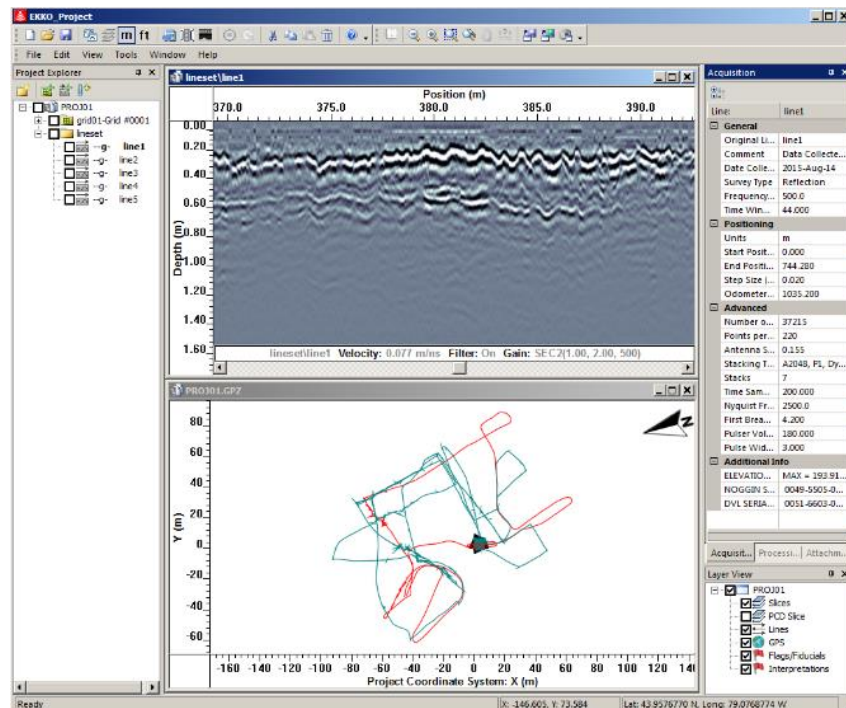 EKKO_Project
m ft
File Edit View Tools Window Help
Project Explorer
PROJ01
grid01-Grid #0001
lineset
--g- line1
--g- line2
--g- line3
--g- line4
--g- line5
lineset\line1
Position (m)
370.0 375.0 380.0 385.0 390.0
Depth (m)
0.00
0.20
0.40
0.60
0.80
1.00
1.20
1.40
1.60
lineset\line1 Velocity: 0.077 m/ns Filter: On Gain: SEC2(1.00, 2.00, 500)
PROJ01.GPZ
Z
Y (m)
80
60
40
20
0
-20
-40
-60
-160 -140 -120 -100 -80 -60 -40 -20 0 20 40 60 80 100 120 14
Project Coordinate System: X (m)
Acquisition
Line: line1
General
Original Li... line1
Comment Data Collecte...
Date Colle... 2015-Aug-14
Survey Type Reflection
Frequency... 500.0
Time Win... 44.000
Positioning
Units m
Start Posit... 0.000
End Positi... 744.280
Step Size (... 0.020
Odometer... 1035.200
Advanced
Number o... 37215
Points per... 220
Antenna S... 0.155
Stacking T... A2048, P1, Dy...
Stacks 7
Time Sam... 200.000
Nyquist Fr... 2500.0
First Brea... 4.200
Pulser Vol... 180.000
Pulse Wid... 3.000
Additional Info
ELEVATIO... MAX = 193.91...
NOGGIN S... 0049-5505-0...
DVL SERIA... 0051-6603-0...
Acquisit... Processi... Attachm...
Layer View
PROJ01
Slices
PCD Slice
Lines
GPS
Flags/Fiducials
Interpretations
Ready
X: -146.605, Y: 73.584
Lat: 43.9576770 N, Long: 79.0768774 W